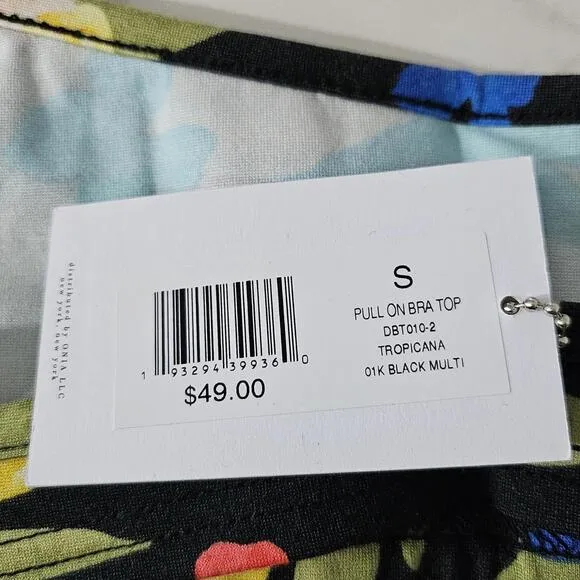 distributed by ONIA LLC
new york, new york
1 93294 39936 0
$49.00
S
PULL ON BRA TOP
DBT010-2
TROPICANA
01K BLACK MULTI